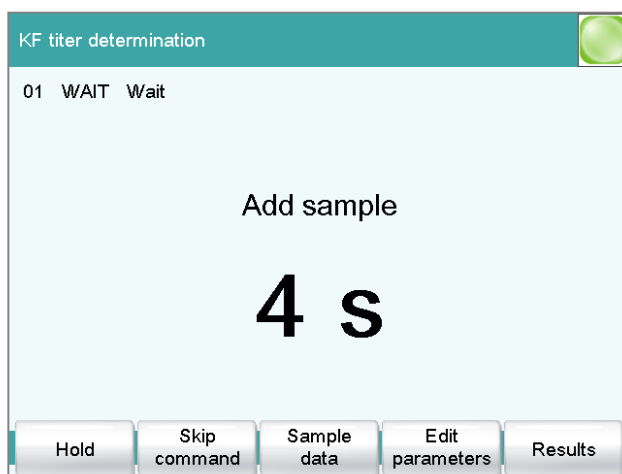 KF titer determination
01 WAIT Wait
Add sample
4 s
Hold
Skip
command
Sample
data
Edit
parameters
Results